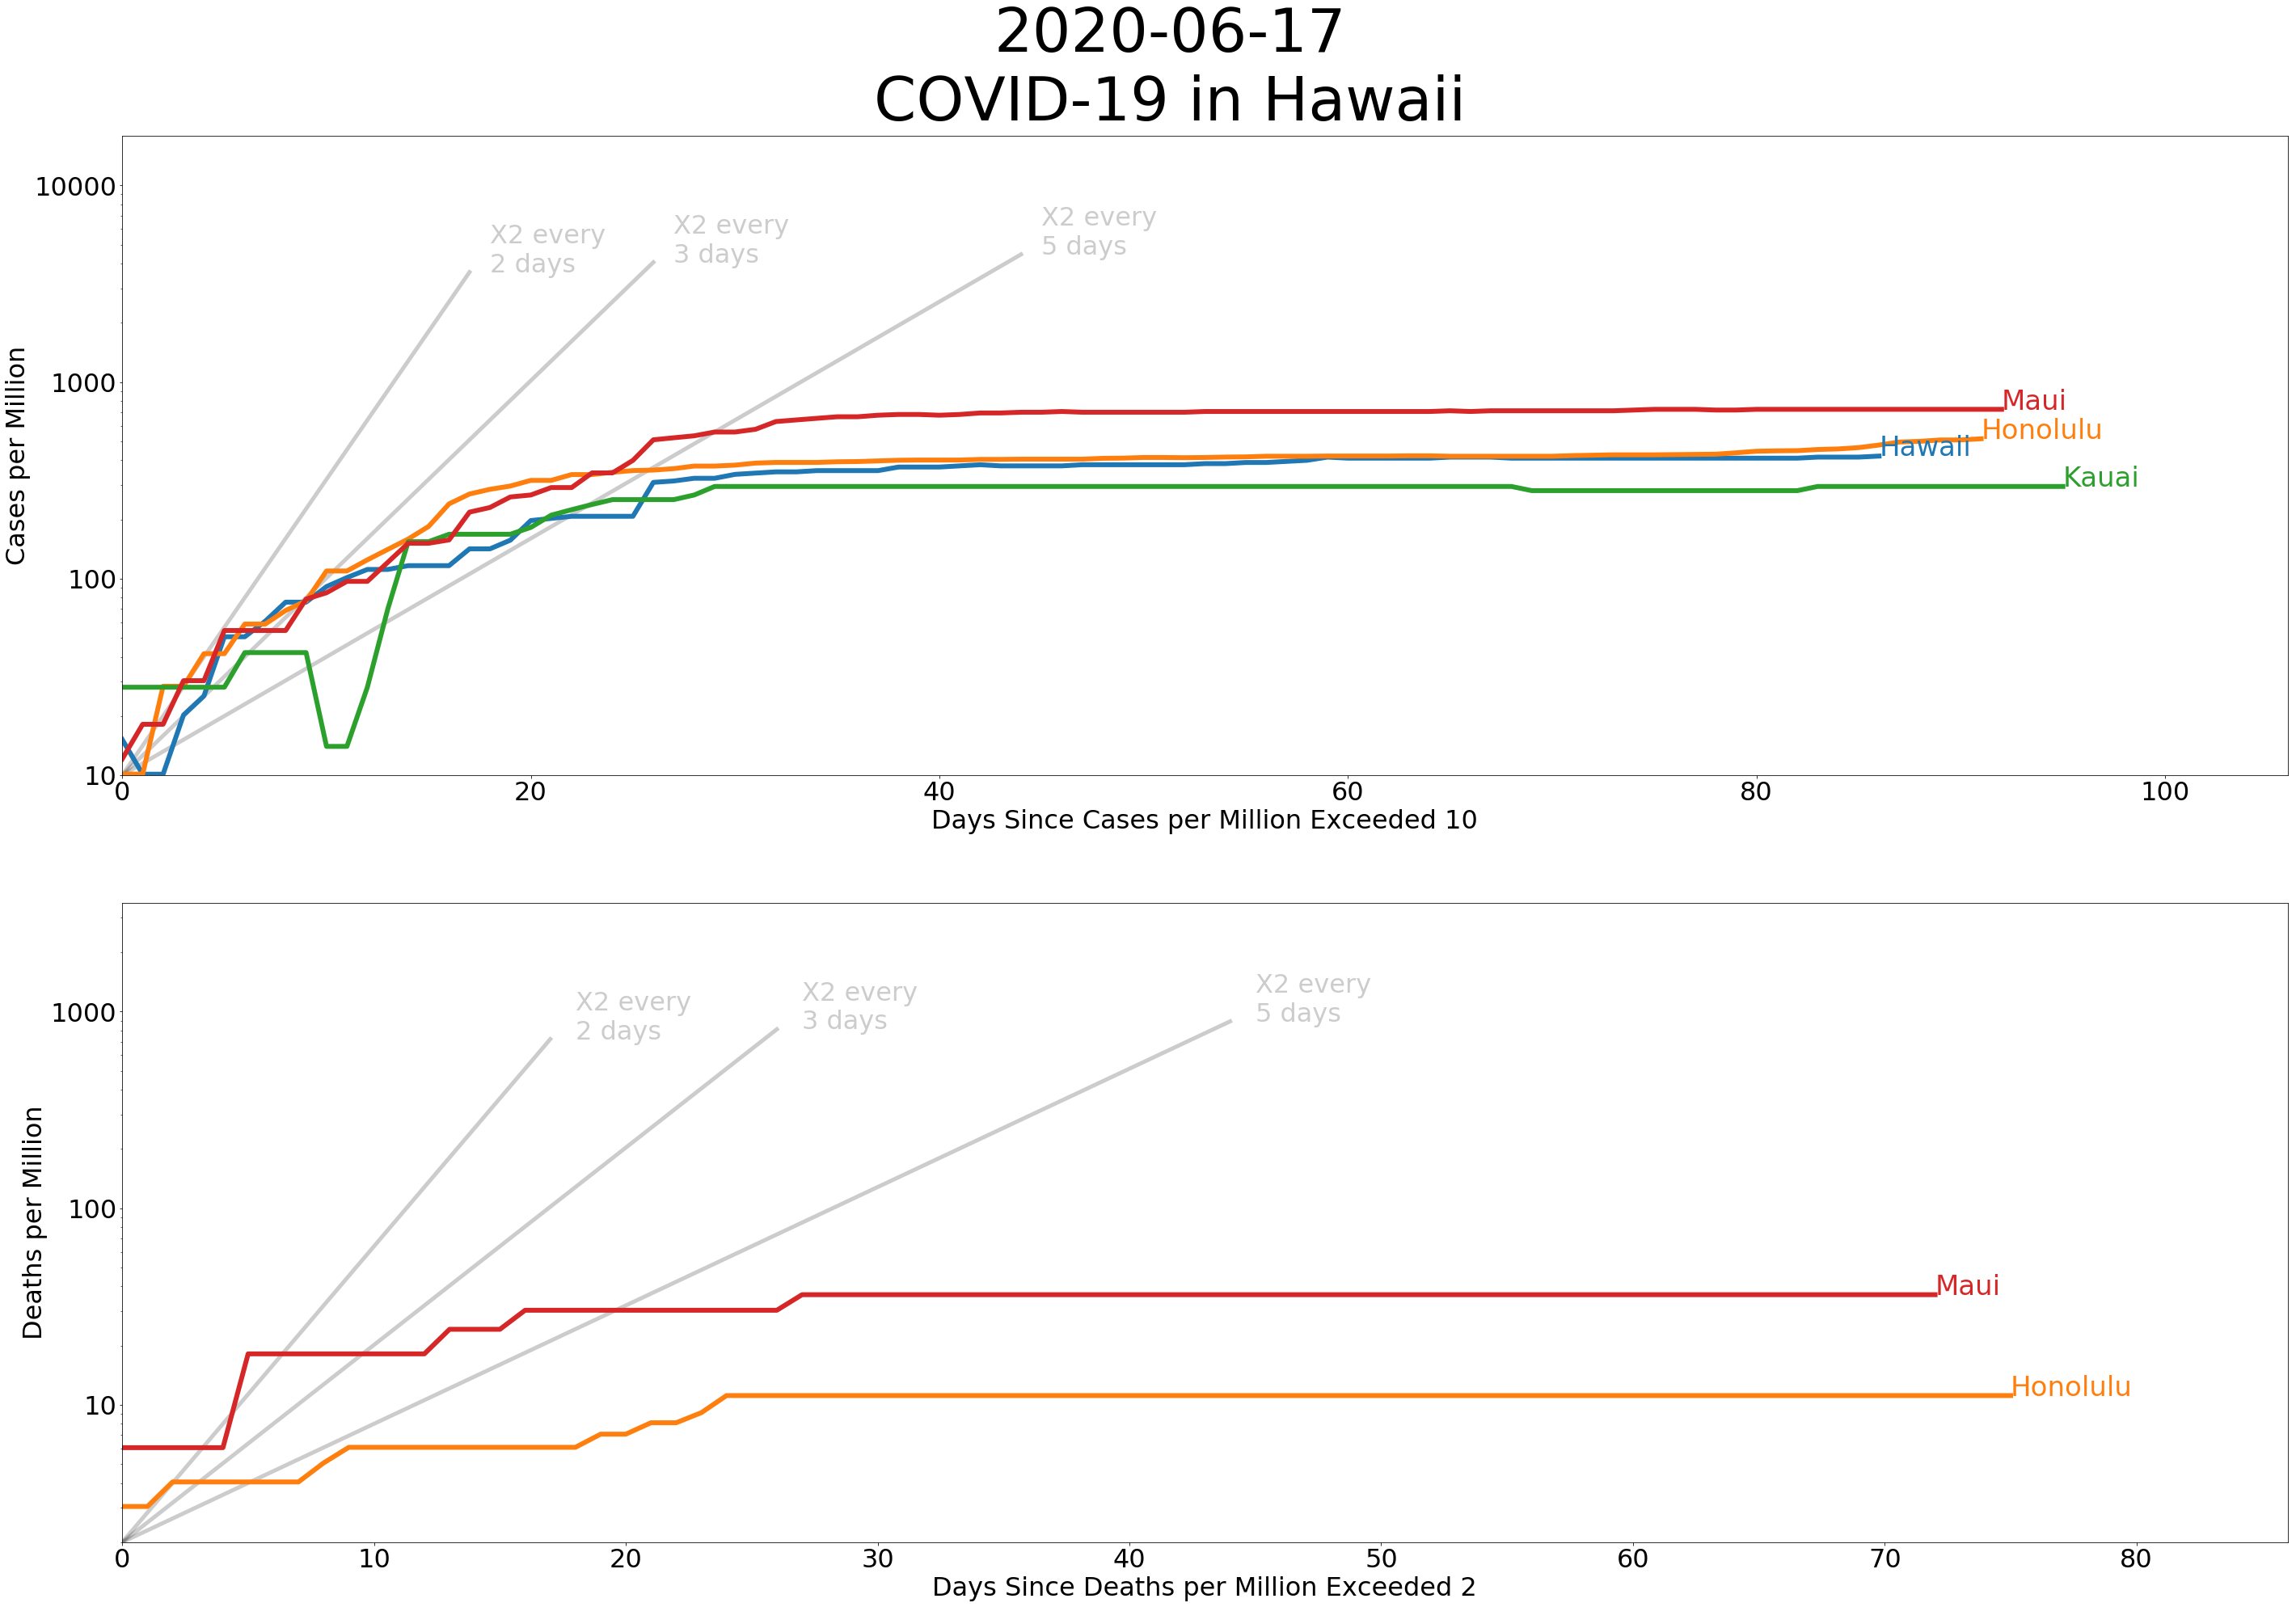 2020-06-17
COVID-19 in Hawaii
10000
1000
100
10
Cases per Million
X2 every
2 days
X2 every
3 days
X2 every
5 days
Maui
Honolulu
Hawaii
Kauai
0
20
40
60
80
100
Days Since Cases per Million Exceeded 10
1000
100
10
Deaths per Million
X2 every
2 days
X2 every
3 days
X2 every
5 days
Maui
Honolulu
0
10
20
30
40
50
60
70
80
Days Since Deaths per Million Exceeded 2